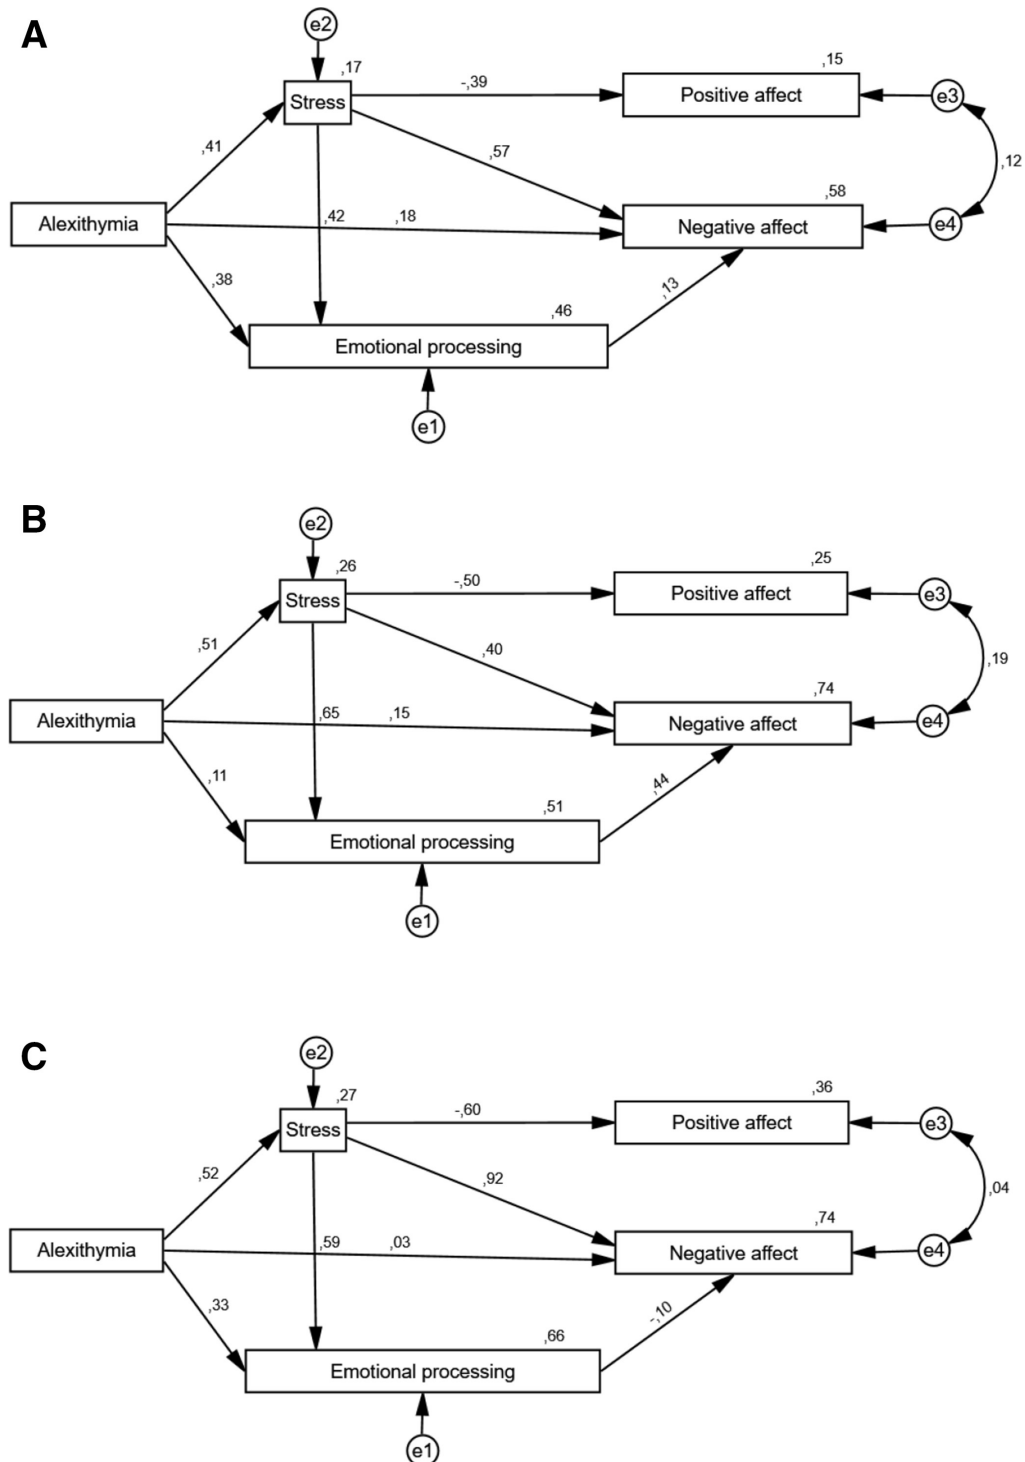 A
e2
,17
Stress
-,39
,15
Positive affect
e3
,41
,57
,12
Alexithymia
,42
,18
,58
Negative affect
e4
,38
,13
,46
Emotional processing
e1
B
e2
,26
Stress
-,50
,25
Positive affect
e3
,51
,40
,19
Alexithymia
,65
,15
,74
Negative affect
e4
,11
,44
,51
Emotional processing
e1
C
e2
,27
Stress
-,60
,36
Positive affect
e3
,52
,92
,04
Alexithymia
,59
,03
,74
Negative affect
e4
,33
-,10
,66
Emotional processing
e1